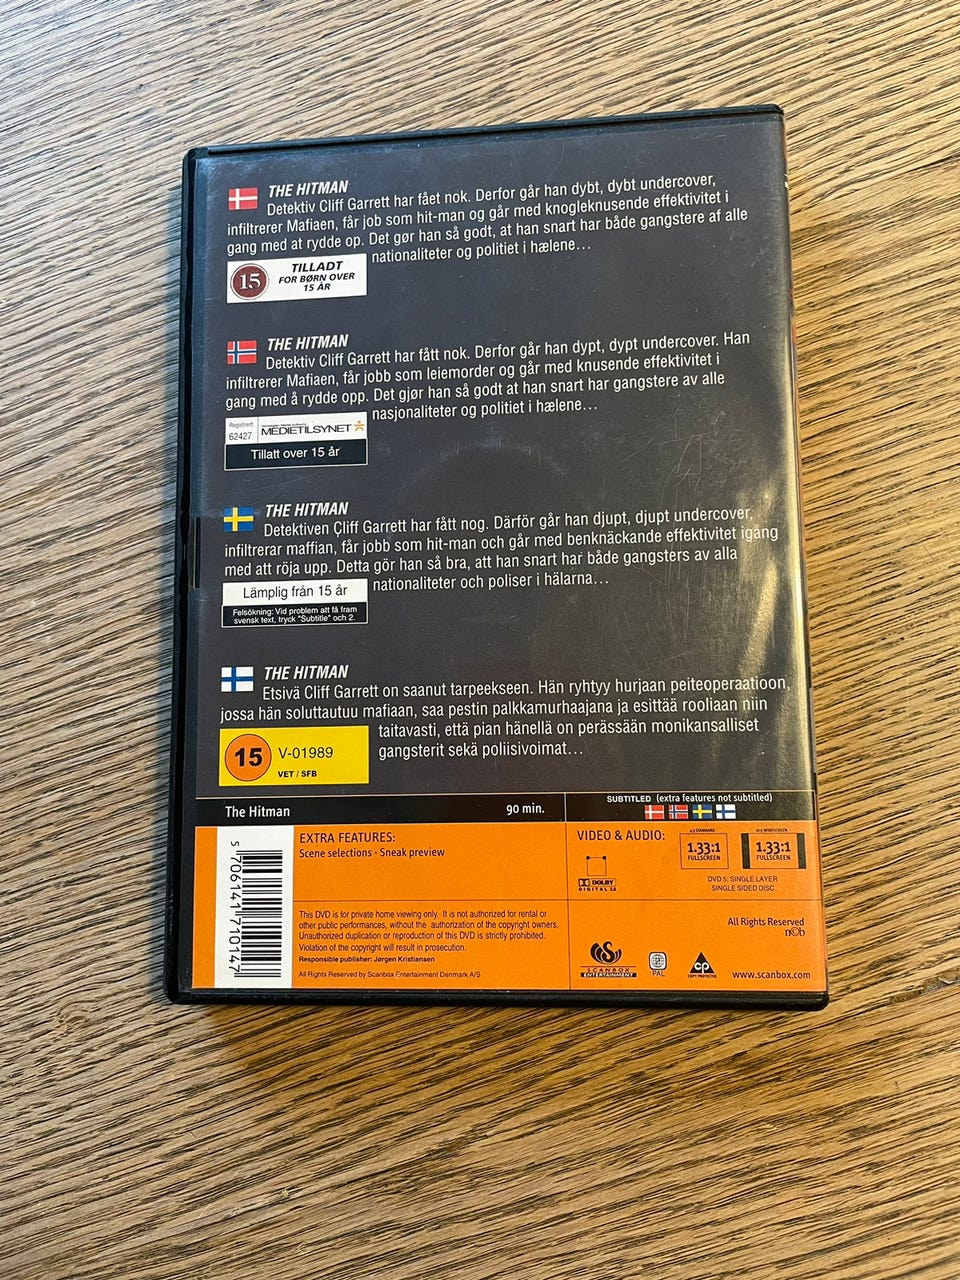 THE HITMAN
Detektiv Cliff Garrett har fået nok. Derfor går han dybt, dybt undercover,
infiltrerer Mafiaen, får job som hit-man og går med knogleknusende effektivitet i
gang med at rydde op. Det gør han så godt, at han snart har både gangstere af alle
nationaliteter og politiet i hælene...
15
TILLADT
FOR BØRN OVER
15 ÅR
THE HITMAN
Detektiv Cliff Garrett har fått nok. Derfor går han dypt, dypt undercover. Han
infiltrerer Mafiaen, får jobb som leiemorder og går med knusende effektivitet i
gang med å rydde opp. Det gjør han så godt at han snart har gangstere av alle
nasjonaliteter og politiet i hælene...
Registrert:
62427
MEDIETILSYNET
Tillatt over 15 år
THE HITMAN
Detektiven Cliff Garrett har fått nog. Därför går han djupt, djupt undercover,
infiltrerar maffian, får jobb som hit-man och går med benknäckande effektivitet igång
med att röja upp. Detta gör han så bra, att han snart har både gangsters av alla
nationaliteter och poliser i hälarna...
Lämplig från 15 år
Felsökning: Vid problem att få fram
svensk text, tryck "Subtitle" och 2.
THE HITMAN
Etsivä Cliff Garrett on saanut tarpeekseen. Hän ryhtyy hurjaan peiteoperaatioon,
jossa hän soluttautuu mafiaan, saa pestin palkkamurhaajana ja esittää rooliaan niin
taitavasti, että pian hänellä on perässään monikansalliset
gangsterit sekä poliisivoimat...
15
V-01989
VET / SFB
The Hitman
90 min.
SUBTITLED (extra features not subtitled)
EXTRA FEATURES:
Scene selections · Sneak preview
VIDEO & AUDIO:
4:3 STANDARD
1.33:1
FULLSCREEN
16:9 WIDESCREEN
1.33:1
FULLSCREEN
DOLBY
DIGITAL
DVD 5: SINGLE LAYER
SINGLE SIDED DISC
5 706141 710147
This DVD is for private home viewing only. It is not authorized for rental or
other public performances, without the authorization of the copyright owners.
Unauthorized duplication or reproduction of this DVD is strictly prohibited.
Violation of the copyright will result in prosecution.
Responsible publisher: Jørgen Kristiansen
All Rights Reserved by Scanbox Entertainment Denmark A/S
All Rights Reserved
n©b
SCANBOX
ENTERTAINMENT
PAL
CP
COPY PROTECTED
www.scanbox.com